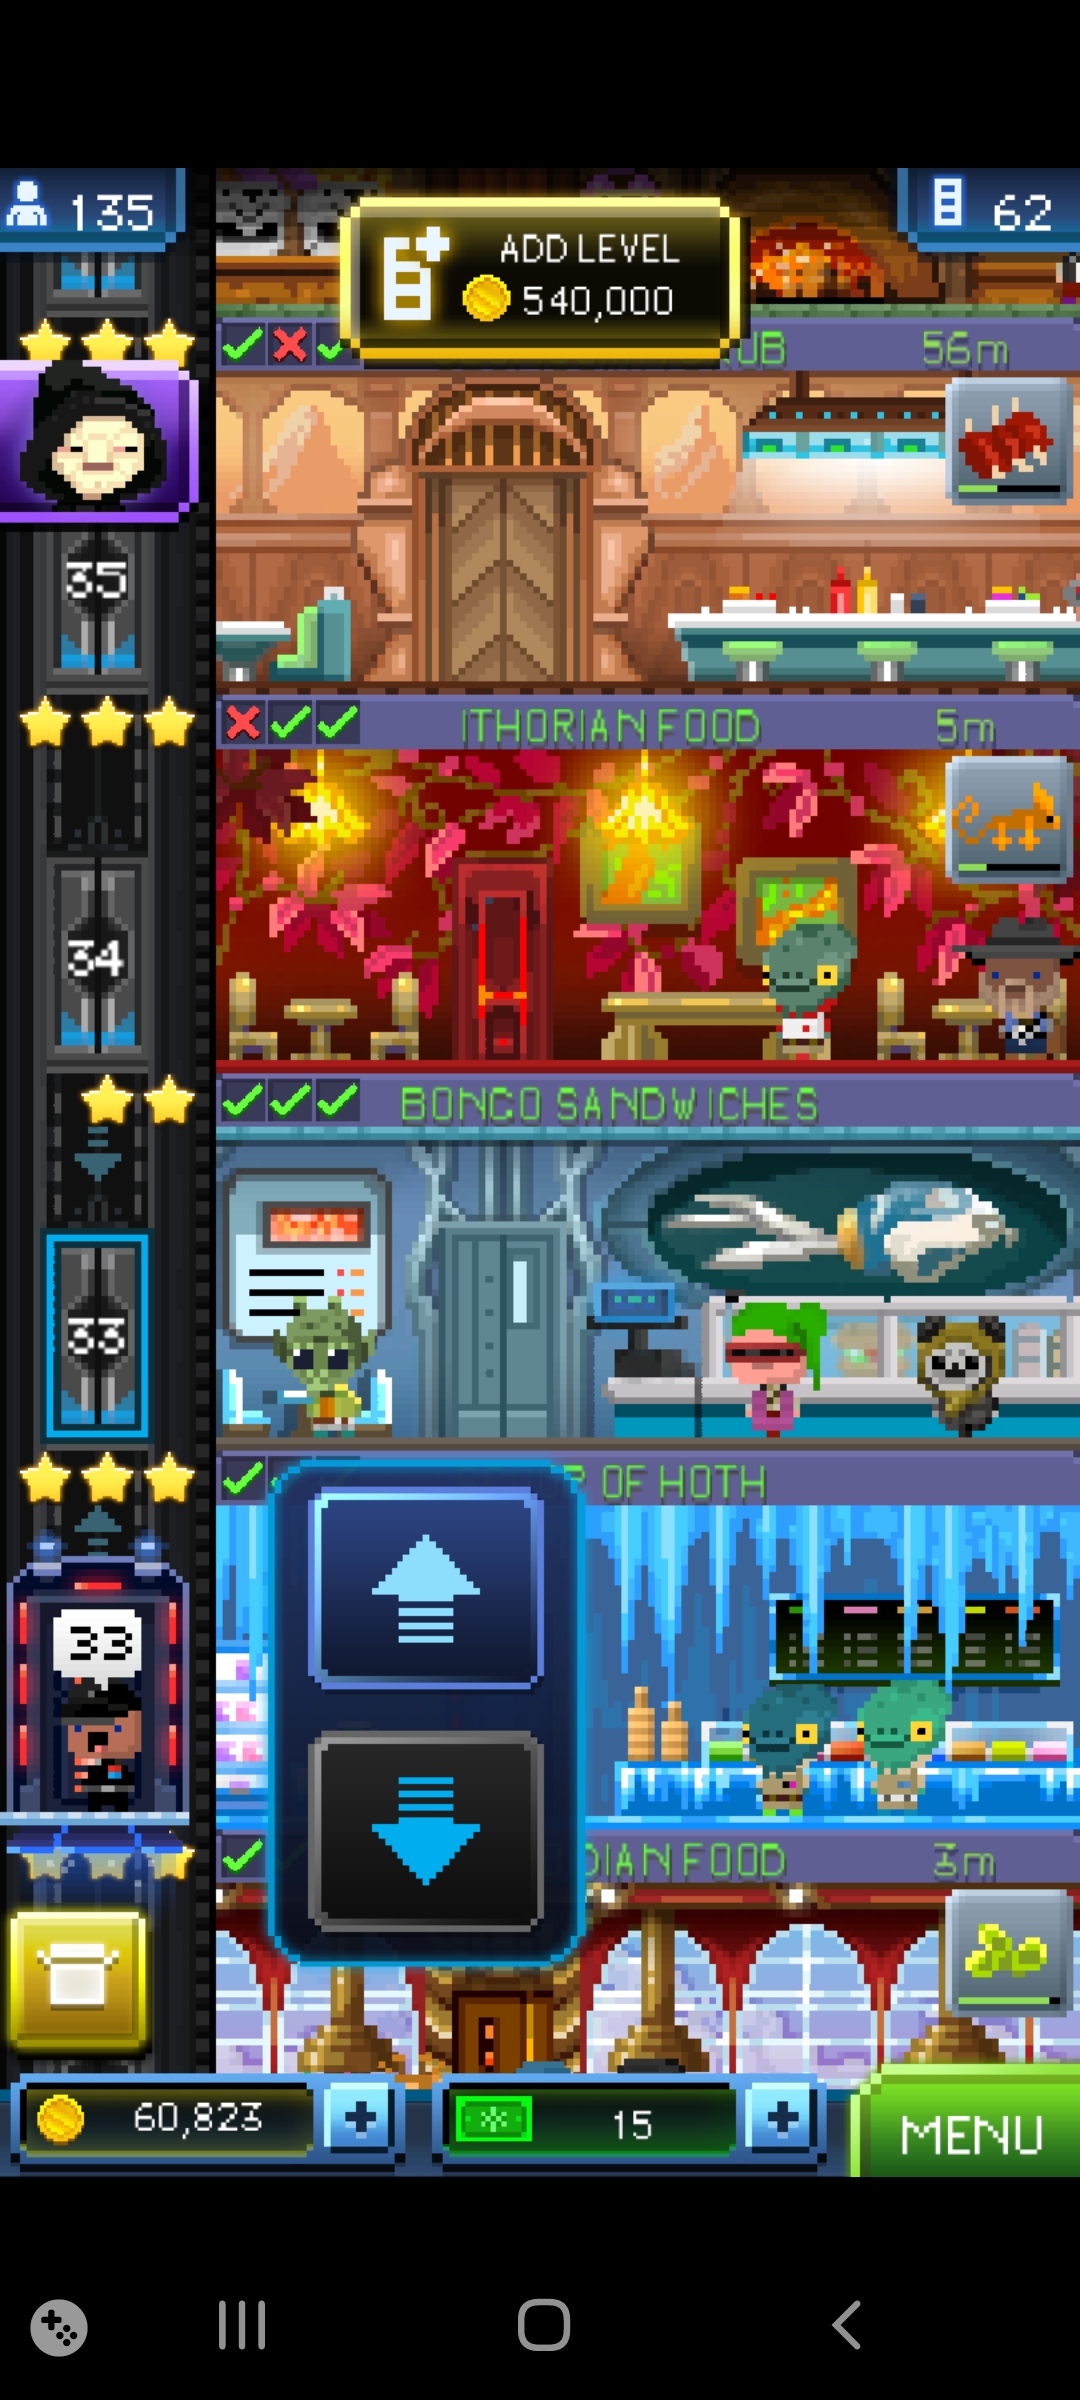 135
ADD LEVEL
540,000
62
UB
56m
35
ITHORIAN FOOD
5m
34
BONGO SANDWICHES
33
OF HOTH
33
DIAN FOOD
3m
60,823
15
MENU